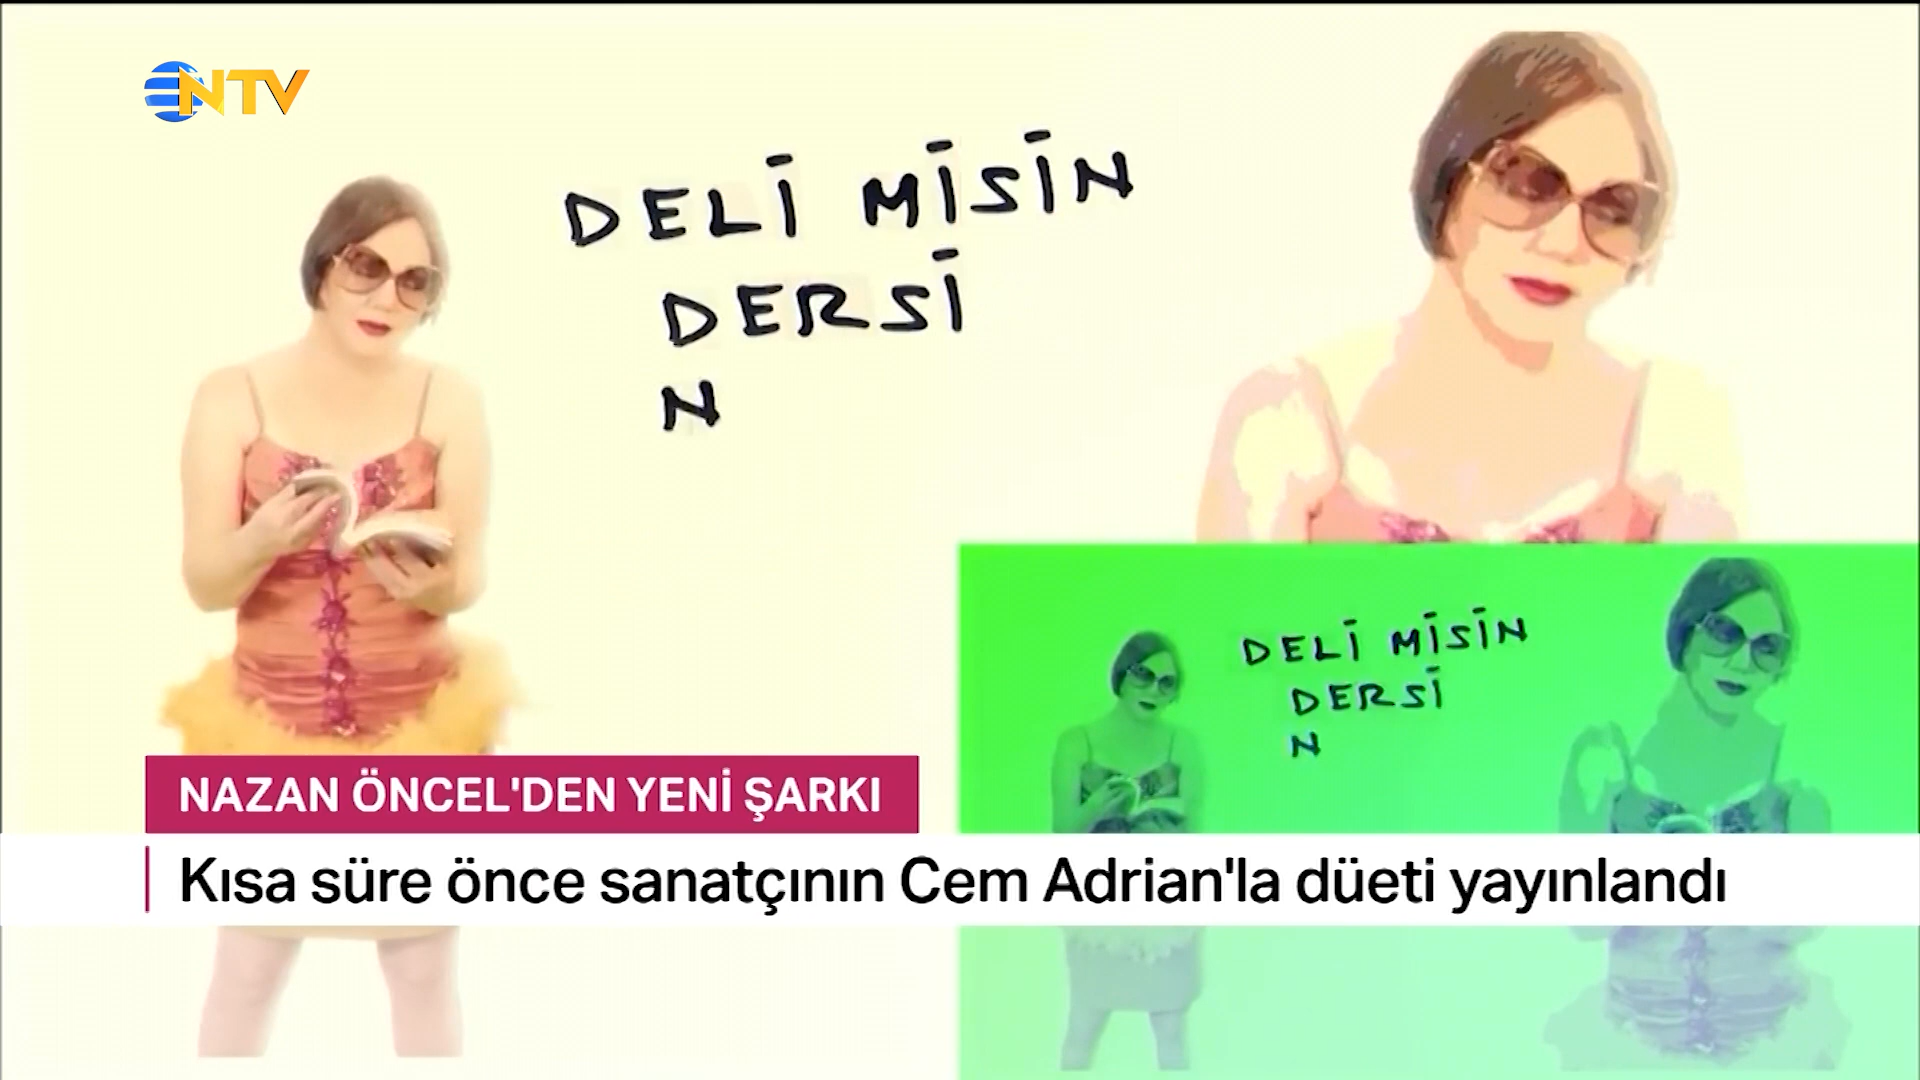 NTV
DELİ MİSİN
DERSİ
N
DELİ MİSİN
DERSİ
N
NAZAN ÖNCEL'DEN YENİ ŞARKI
Kısa süre önce sanatçının Cem Adrian'la düeti yayınlandı